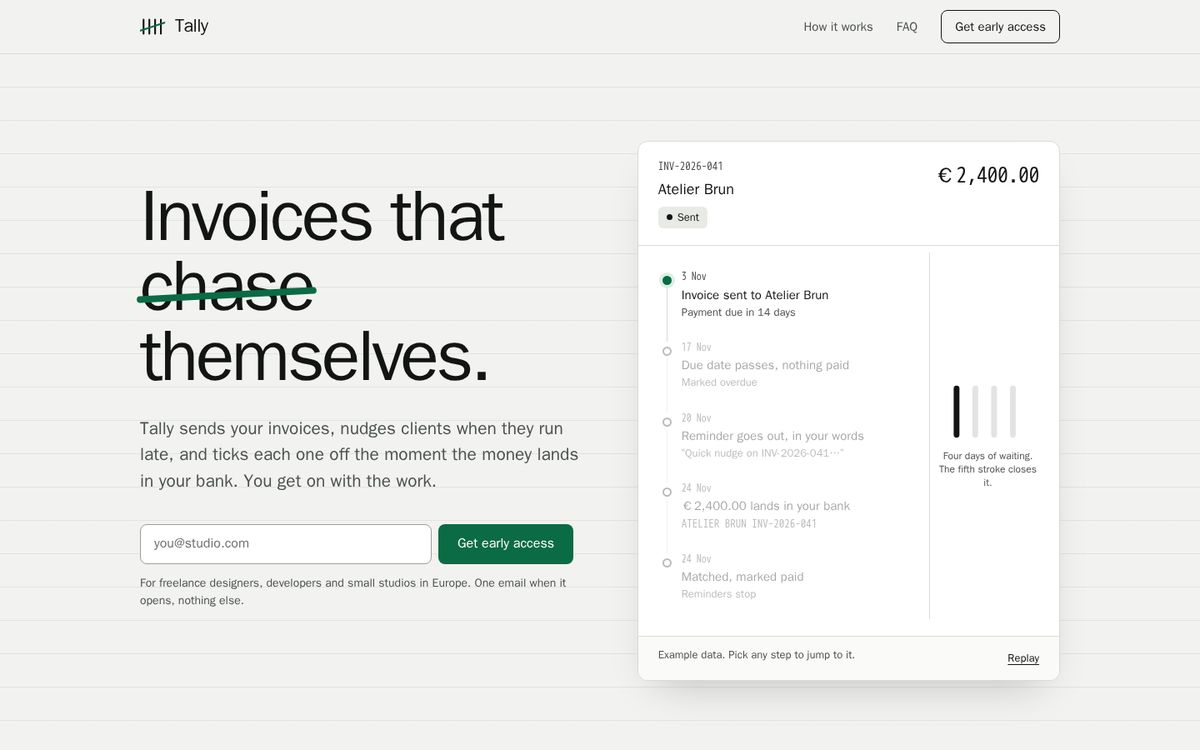 Tally
How it works
FAQ
Get early access
Invoices that
chase
themselves.
Tally sends your invoices, nudges clients when they run
late, and ticks each one off the moment the money lands
in your bank. You get on with the work.
you@studio.com
Get early access
For freelance designers, developers and small studios in Europe. One email when it
opens, nothing else.
INV-2026-041
Atelier Brun
Sent
€2,400.00
3 Nov
Invoice sent to Atelier Brun
Payment due in 14 days
17 Nov
Due date passes, nothing paid
Marked overdue
20 Nov
Reminder goes out, in your words
"Quick nudge on INV-2026-041…"
24 Nov
€2,400.00 lands in your bank
ATELIER BRUN INV-2026-041
24 Nov
Matched, marked paid
Reminders stop
Four days of waiting.
The fifth stroke closes
it.
Example data. Pick any step to jump to it.
Replay